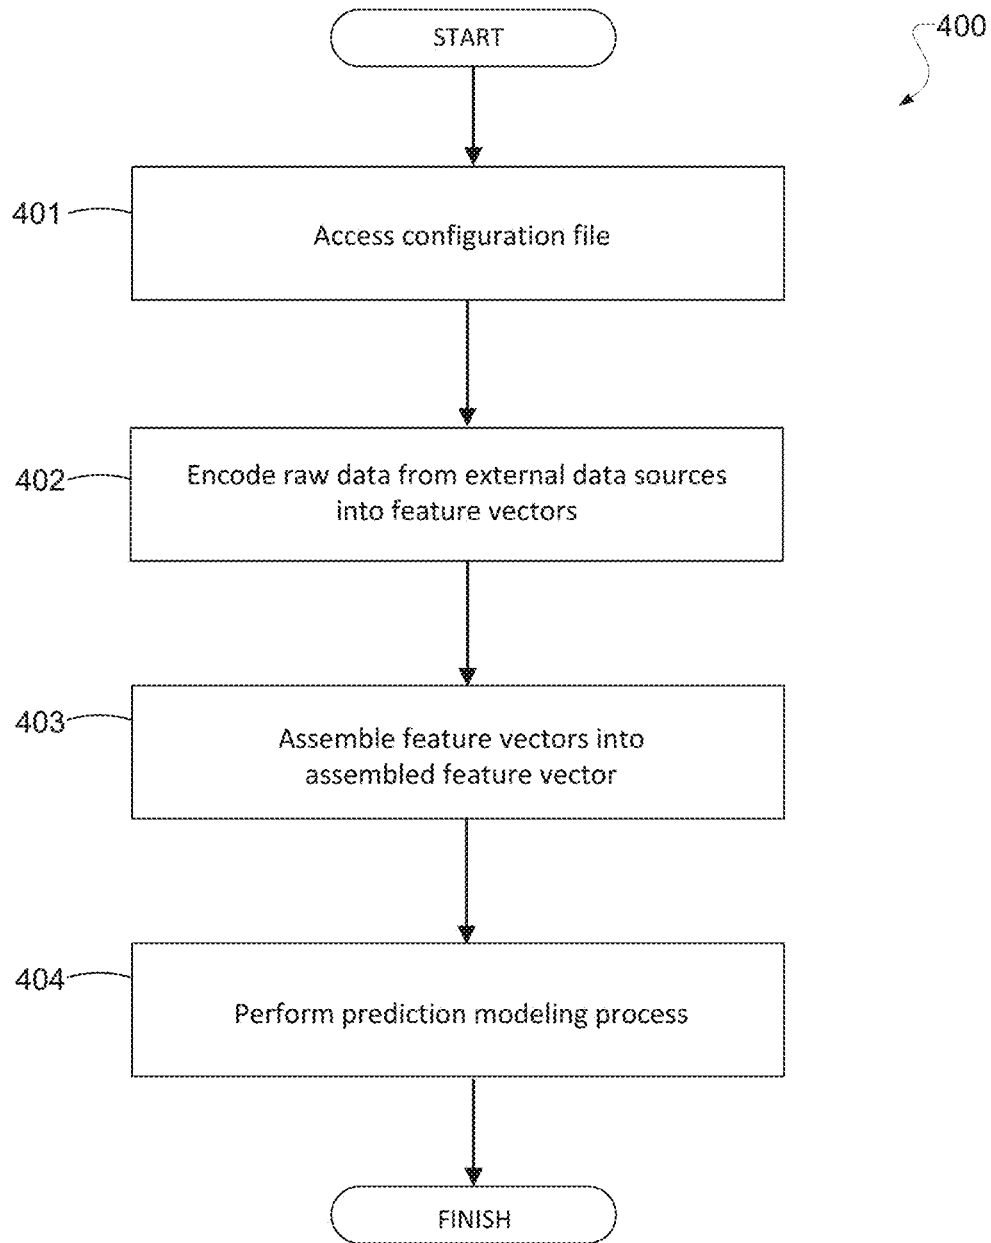 START
400
401
Access configuration file
402
Encode raw data from external data sources
into feature vectors
403
Assemble feature vectors into
assembled feature vector
404
Perform prediction modeling process
FINISH